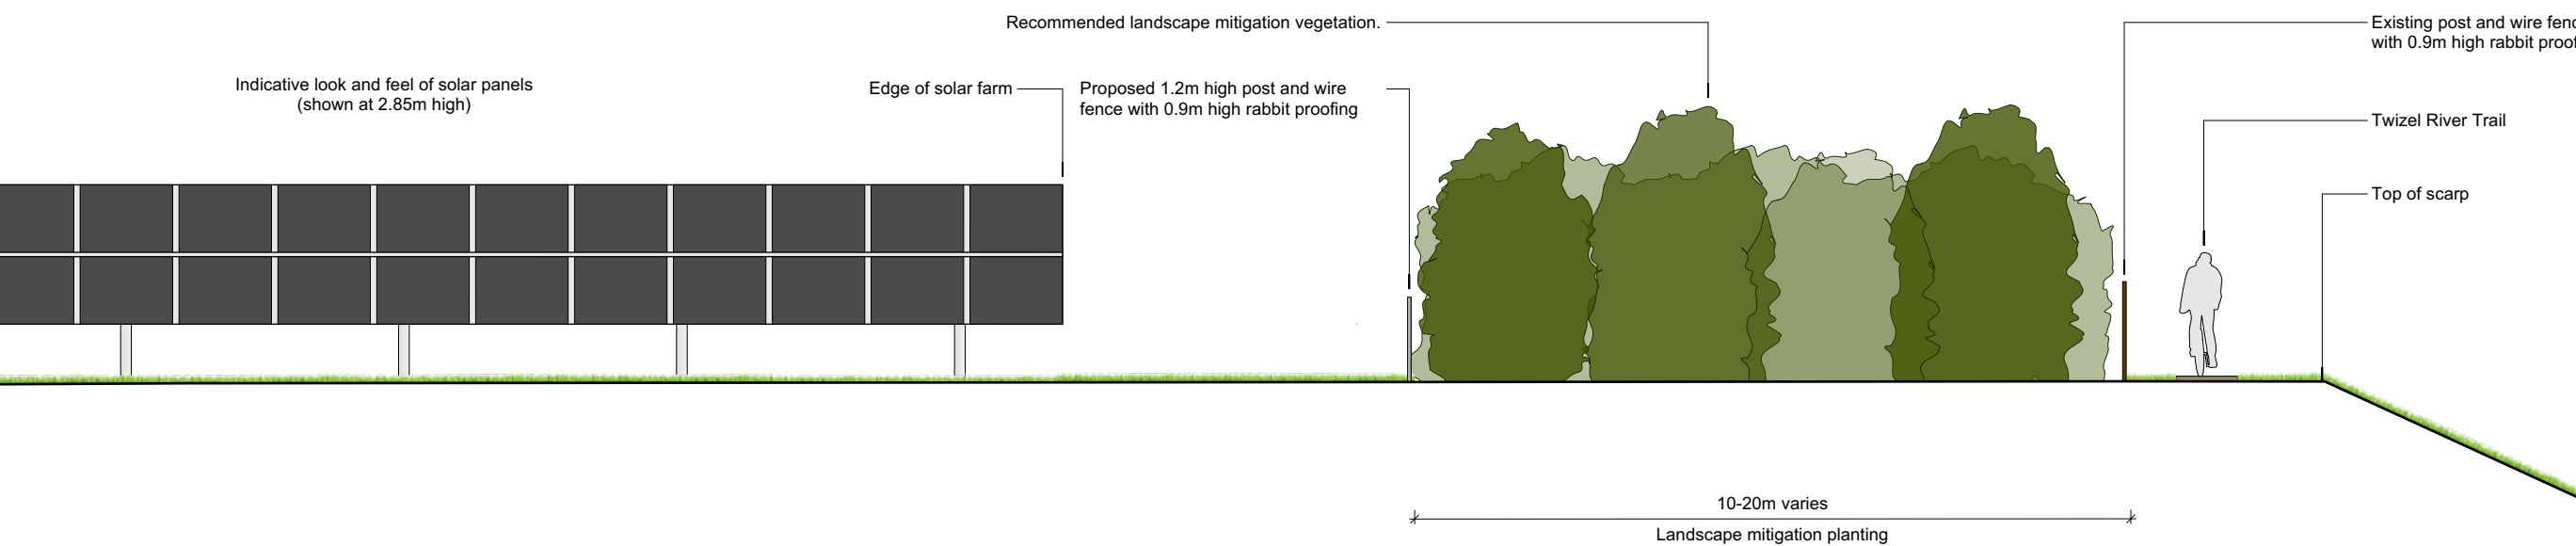 Recommended landscape mitigation vegetation.
Existing post and wire
with 0.9m high rabbit
Indicative look and feel of solar panels
(shown at 2.85m high)
Edge of solar farm
Proposed 1.2m high post and wire
fence with 0.9m high rabbit proofing
Twizel River Trail
Top of scarp
10-20m varies
Landscape mitigation planting